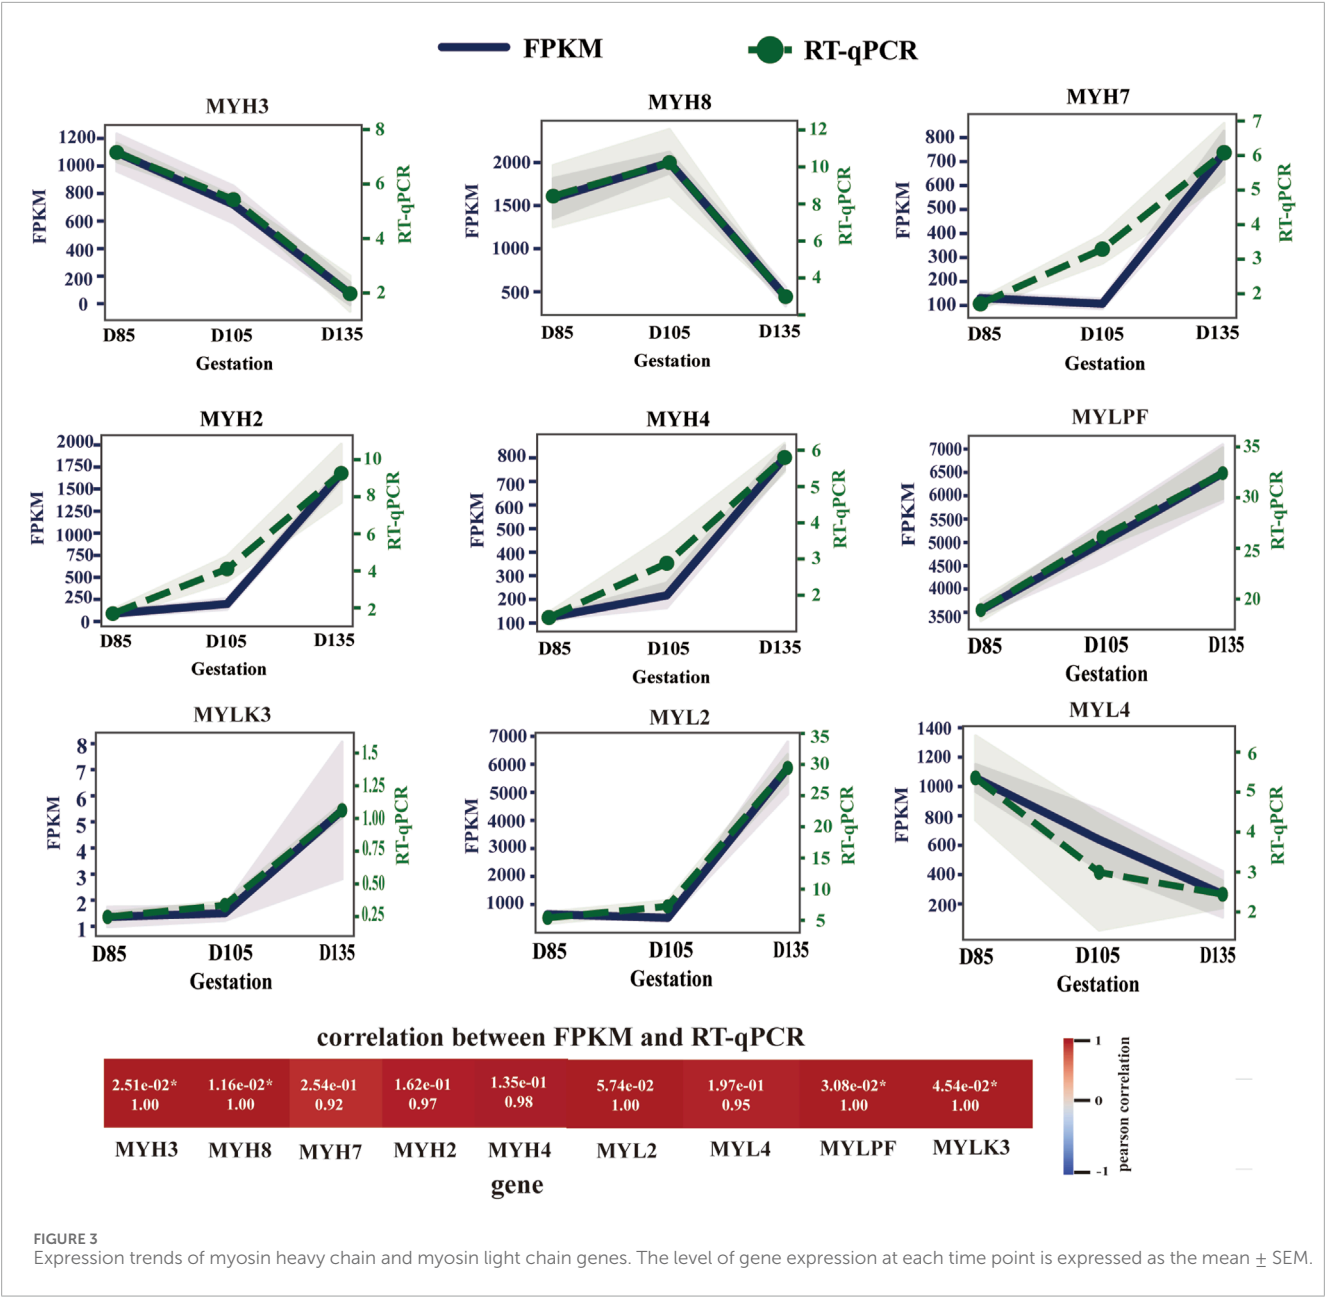 FPKM RT-qPCR
MYH3
1200
1000
800
600
400
200
0
FPKM
8
6
4
2
RT-qPCR
D85 D105 D135
Gestation
MYH8
2000
1500
1000
500
FPKM
12
10
8
6
4
RT-qPCR
D85 D105 D135
Gestation
MYH7
800
700
600
500
400
300
200
100
FPKM
7
6
5
4
3
2
RT-qPCR
D85 D105 D135
Gestation
MYH2
2000
1750
1500
1250
1000
750
500
250
0
FPKM
10
8
6
4
2
RT-qPCR
D85 D105 D135
Gestation
MYH4
800
700
600
500
400
300
200
100
FPKM
6
5
4
3
2
RT-qPCR
D85 D105 D135
Gestation
MYLPF
7000
6500
6000
5500
5000
4500
4000
3500
FPKM
35
30
25
20
RT-qPCR
D85 D105 D135
Gestation
MYLK3
8
7
6
5
4
3
2
1
FPKM
1.5
1.25
1.00
0.75
0.50
0.25
RT-qPCR
D85 D105 D135
Gestation
MYL2
7000
6000
5000
4000
3000
2000
1000
FPKM
35
30
25
20
15
10
5
RT-qPCR
D85 D105 D135
Gestation
MYL4
1400
1200
1000
800
600
400
200
FPKM
6
5
4
3
2
RT-qPCR
D85 D105 D135
Gestation
correlation between FPKM and RT-qPCR
2.51e-02* 1.16e-02* 2.54e-01 1.62e-01 1.35e-01 5.74e-02 1.97e-01 3.08e-02* 4.54e-02*
1.00 1.00 0.92 0.97 0.98 1.00 0.95 1.00 1.00
MYH3 MYH8 MYH7 MYH2 MYH4 MYL2 MYL4 MYLPF MYLK3
gene
1
0
-1
pearson correlation
FIGURE 3
Expression trends of myosin heavy chain and myosin light chain genes. The level of gene expression at each time point is expressed as the mean ± SEM.